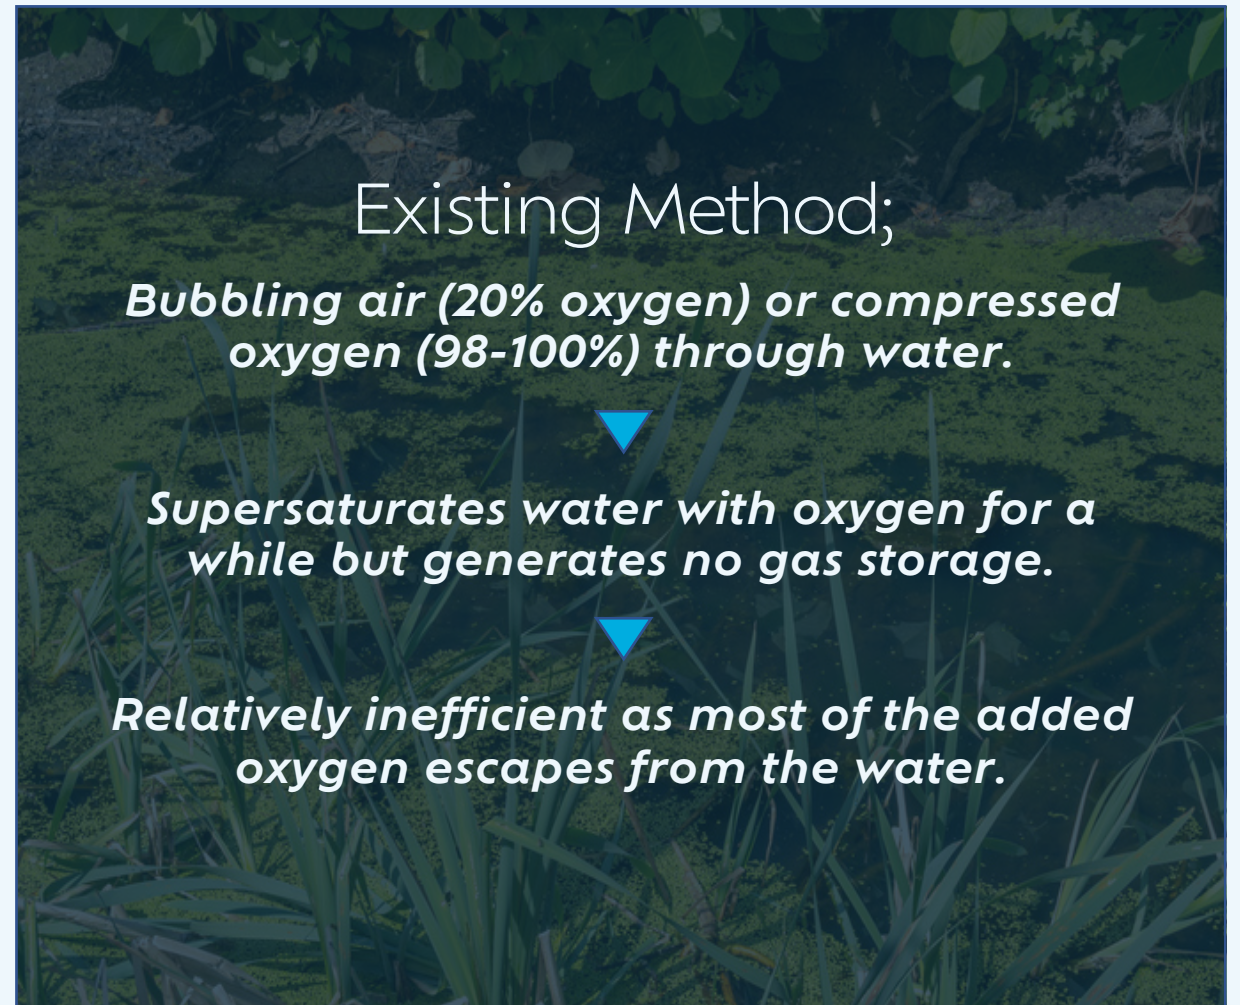 Existing Method;
Bubbling air (20% oxygen) or compressed
oxygen (98-100%) through water.
Supersaturates water with oxygen for a
while but generates no gas storage.
Relatively inefficient as most of the added
oxygen escapes from the water.